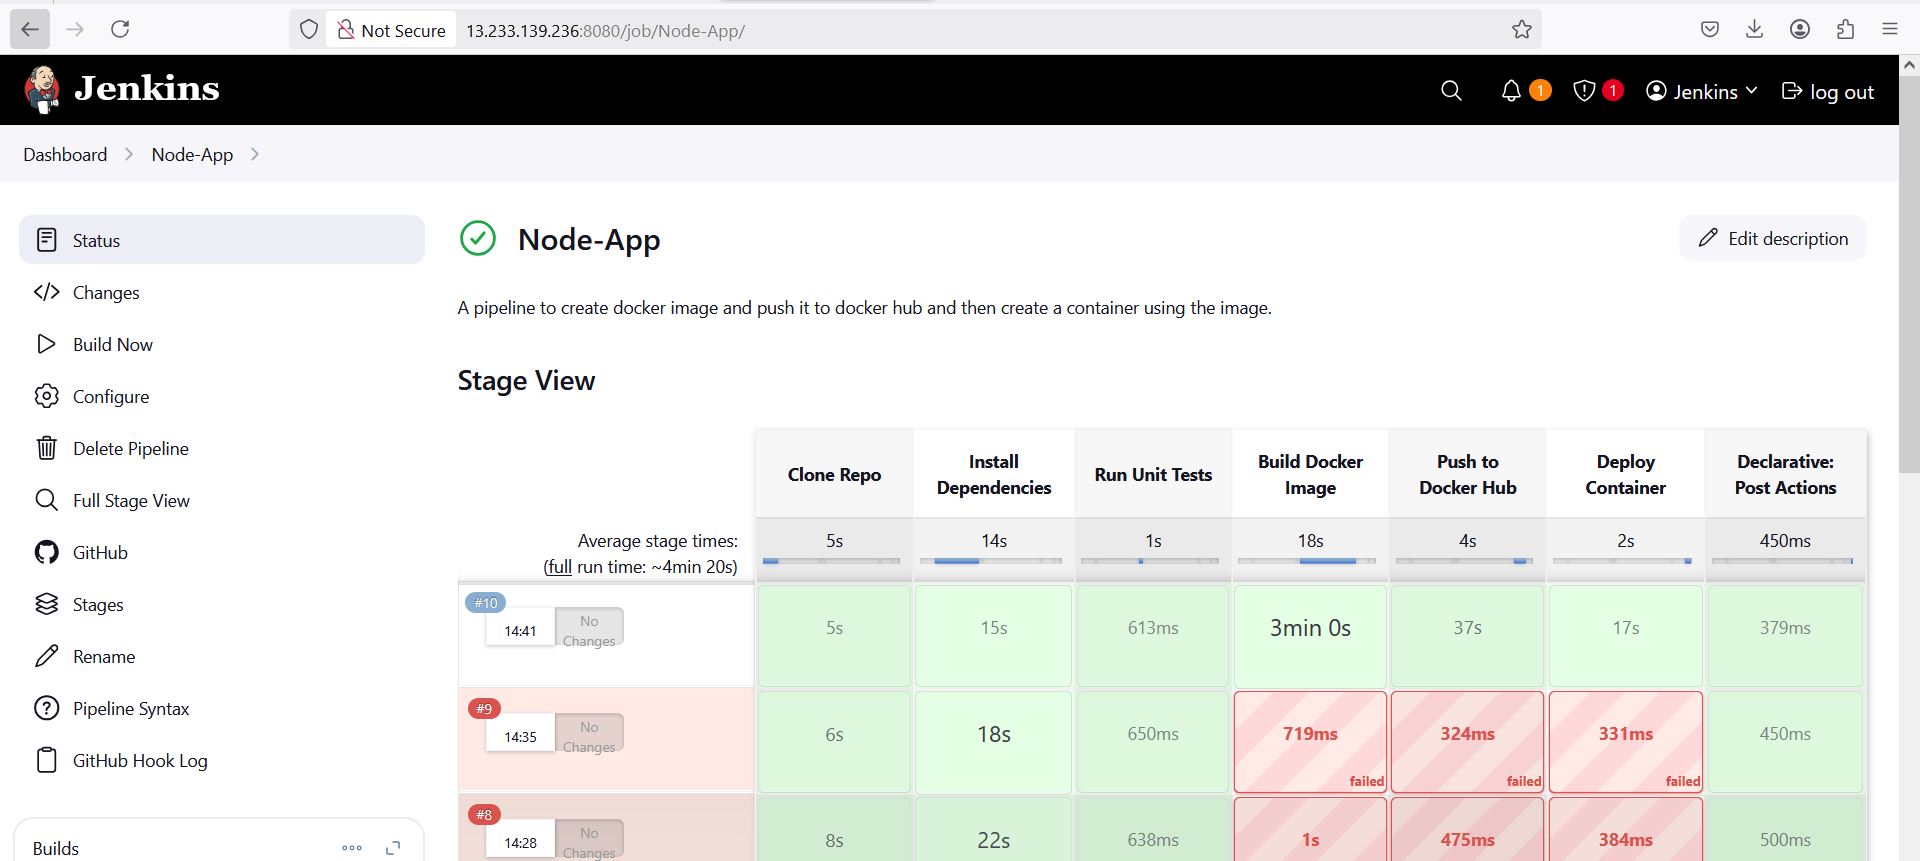 Not Secure 13.233.139.236:8080/job/Node-App/
Jenkins
1
1
Jenkins
log out
Dashboard
Node-App
Status
Changes
Build Now
Configure
Delete Pipeline
Full Stage View
GitHub
Stages
Rename
Pipeline Syntax
GitHub Hook Log
Builds
Node-App
Edit description
A pipeline to create docker image and push it to docker hub and then create a container using the image.
Stage View
Clone Repo
Install
Dependencies
Run Unit Tests
Build Docker
Image
Push to
Docker Hub
Deploy
Container
Declarative:
Post Actions
Average stage times:
(full run time: ~4min 20s)
5s 14s 1s 18s 4s 2s 450ms
#10
14:41
No
Changes
5s 15s 613ms 3min 0s 37s 17s 379ms
#9
14:35
No
Changes
6s 18s 650ms 719ms 324ms 331ms 450ms
failed failed failed
#8
14:28
No
Changes
8s 22s 638ms 1s 475ms 384ms 500ms